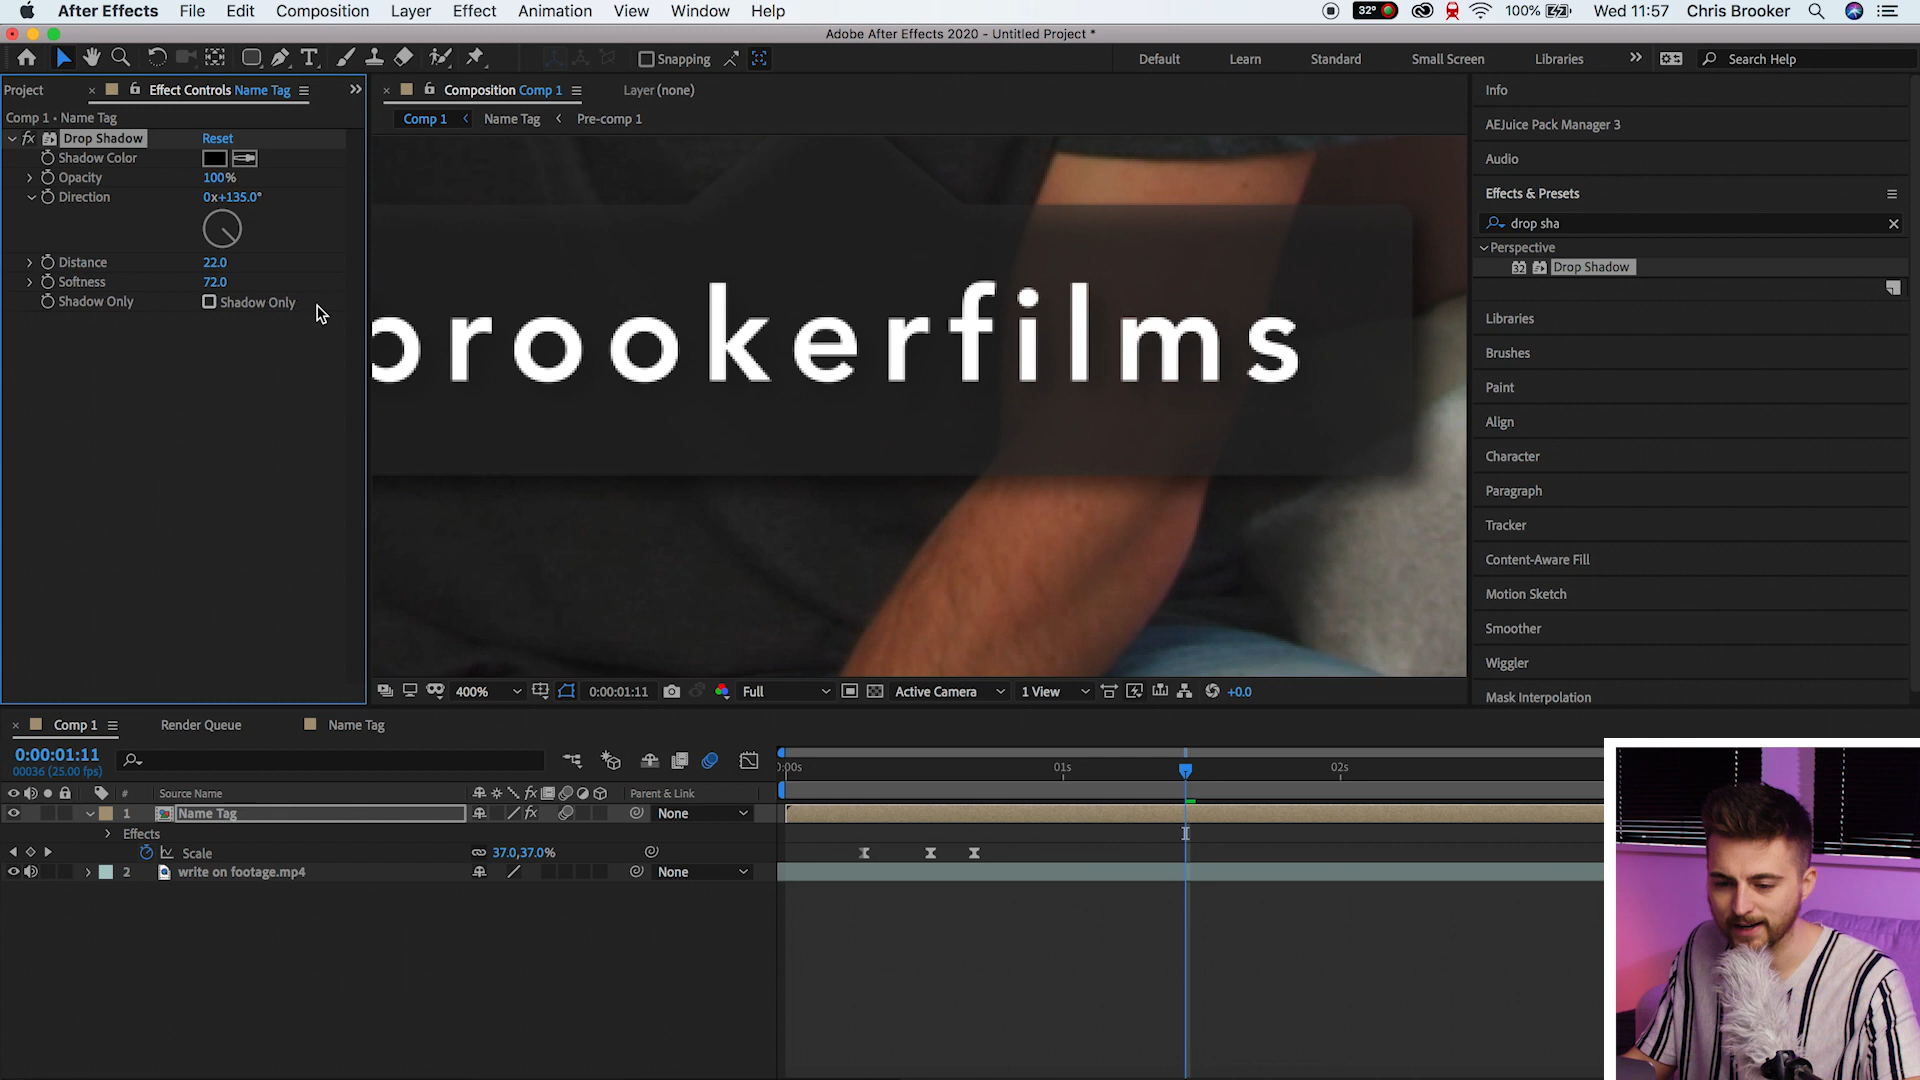 After Effects File Edit Composition Layer Effect Animation View Window Help 32° 100% Wed 11:57 Chris Brooker
Adobe After Effects 2020 - Untitled Project *
Snapping Default Learn Standard Small Screen Libraries Search Help
Project Effect Controls Name Tag
Comp 1 • Name Tag
fx Drop Shadow Reset
Shadow Color
Opacity 100%
Direction 0x+135.0°
Distance 22.0
Softness 72.0
Shadow Only Shadow Only
Composition Comp 1 Layer (none)
Comp 1 Name Tag Pre-comp 1
brookerfilms
400% 0:00:01:11 Full Active Camera 1 View +0.0
Info
AEJuice Pack Manager 3
Audio
Effects & Presets
drop sha
Perspective
32 Drop Shadow
Libraries
Brushes
Paint
Align
Character
Paragraph
Tracker
Content-Aware Fill
Motion Sketch
Smoother
Wiggler
Mask Interpolation
Comp 1 Render Queue Name Tag
0:00:01:11
00036 (25.00 fps)
:00s 01s 02s
# Source Name fx Parent & Link
1 Name Tag fx None
Effects
Scale 37.0,37.0%
2 write on footage.mp4 None